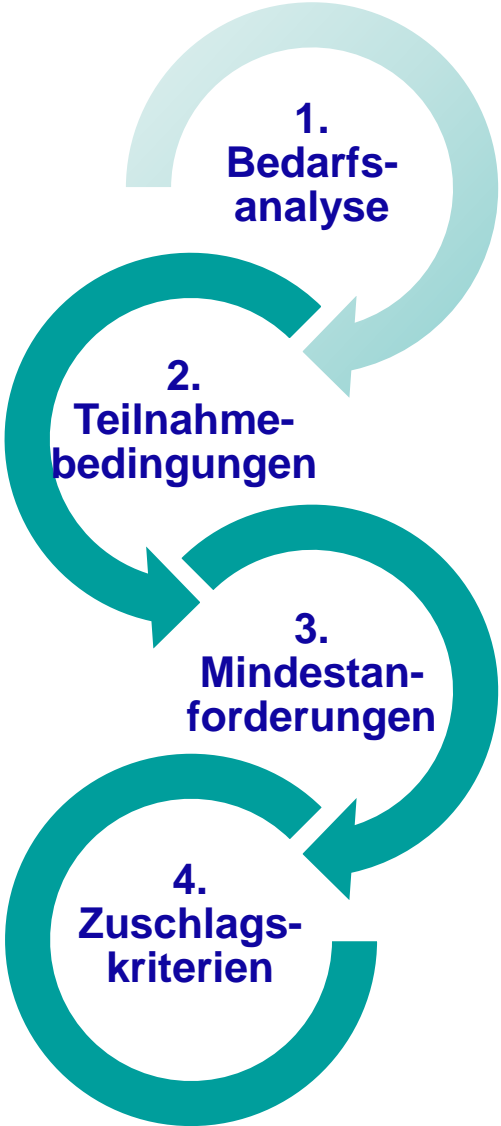 1.
Bedarfs-
analyse
2.
Teilnahme-
bedingungen
3.
Mindestan-
forderungen
4.
Zuschlags-
kriterien